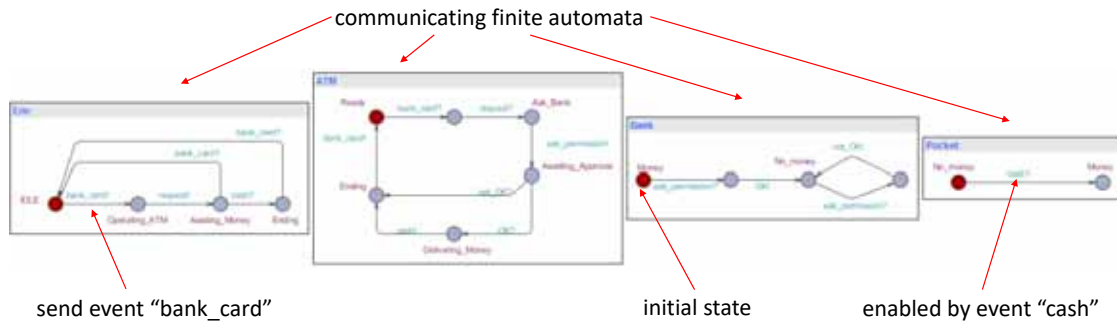 communicating finite automata
Eric
bank_card?
bank_card?
bank_card!
request!
cash?
IDLE
Operating_ATM
Awaiting_Money
Ending
ATM
Ready
bank_card?
request?
Ask_Bank
bank_card!
ask_permission!
Awaiting_Approval
Ending
not_OK?
cash!
OK?
Delivering_Money
Bank
Money
No_money
not_OK!
ask_permission?
OK!
ask_permission?
Pocket
No_money
cash?
Money
send event “bank_card”
initial state
enabled by event “cash”